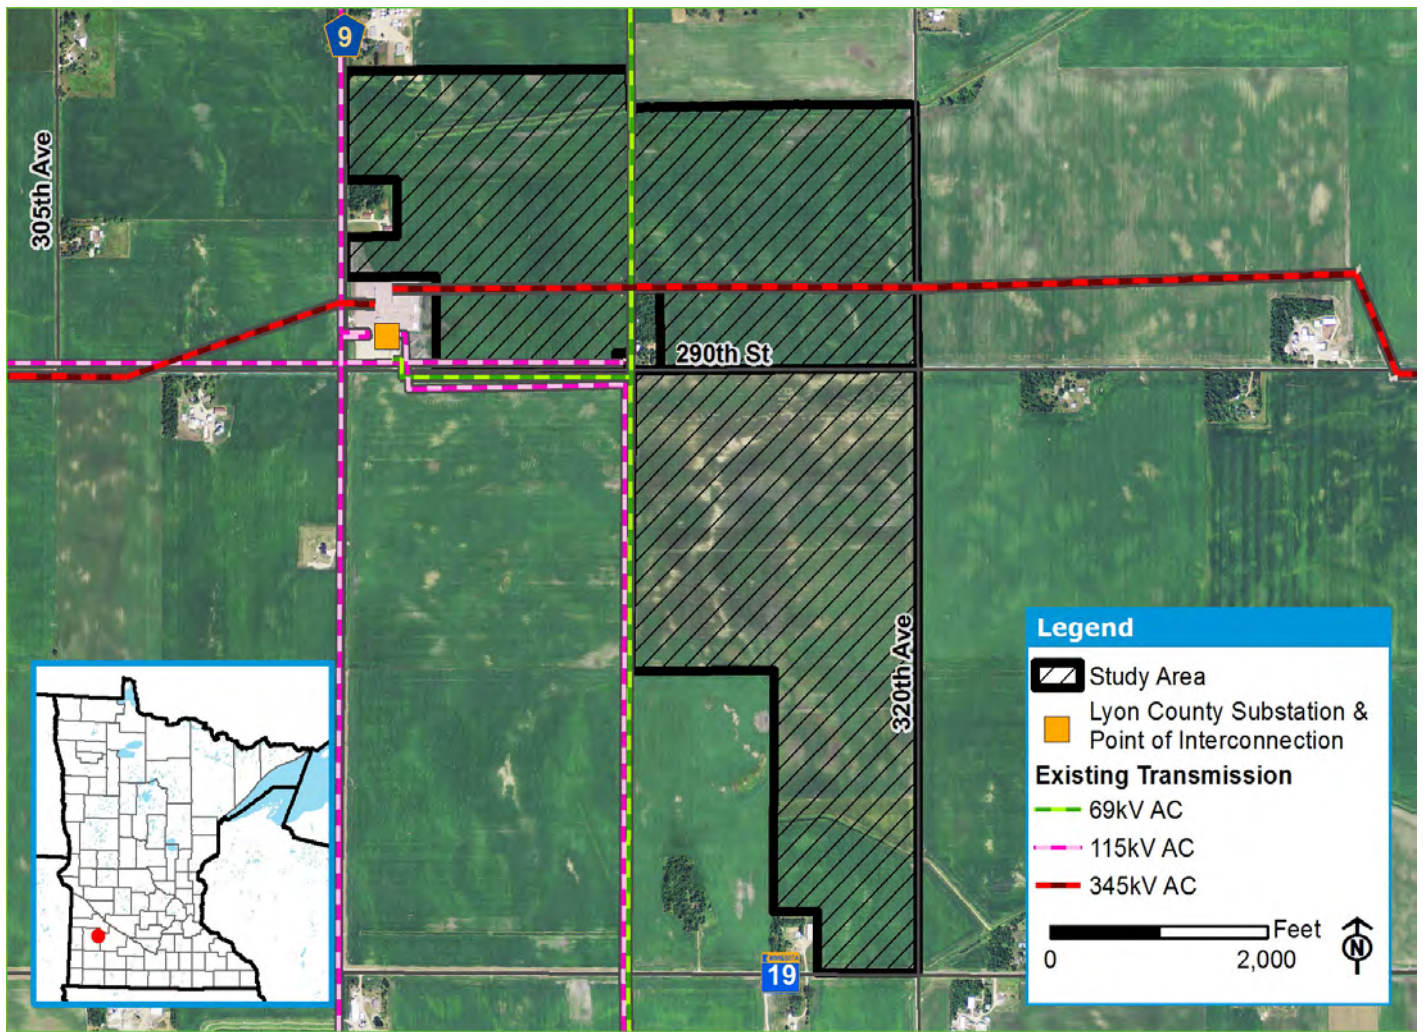 9
305th Ave
290th St
320th Ave
MINNESOTA
19
Legend
Study Area
Lyon County Substation &
Point of Interconnection
Existing Transmission
69kV AC
115kV AC
345kV AC
Feet
0 2,000
N